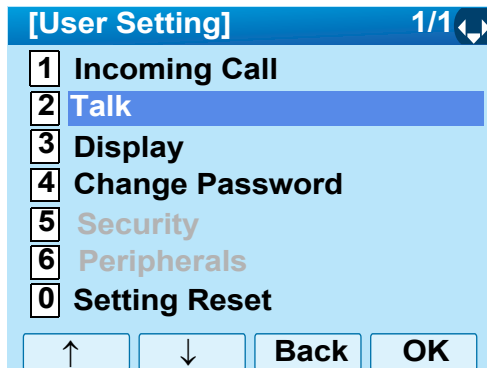 [User Setting] 1/1
1 Incoming Call
2 Talk
3 Display
4 Change Password
5 Security
6 Peripherals
0 Setting Reset
↑ ↓ Back OK